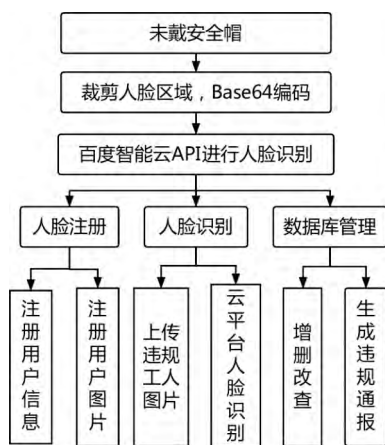 未戴安全帽
裁剪人脸区域，Base64编码
百度智能云API进行人脸识别
人脸注册
人脸识别
数据库管理
注册用户信息
注册用户图片
上传违规工人图片
云平台人脸识别
增删改查
生成违规通报